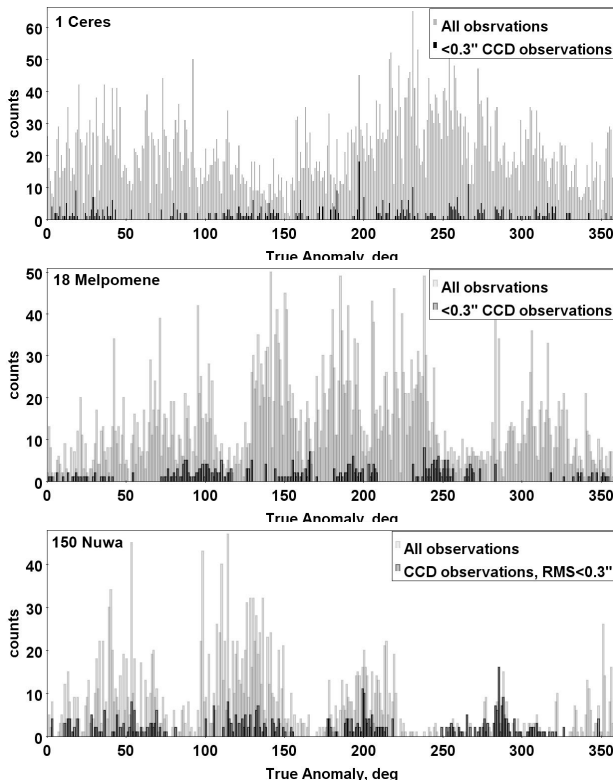 1 Ceres
All obsrvations
<0.3" CCD observations
60
50
40
30
20
10
0
counts
0 50 100 150 200 250 300 350
True Anomaly, deg
18 Melpomene
All obsrvations
<0.3" CCD observations
50
40
30
20
10
0
counts
0 50 100 150 200 250 300 350
True Anomaly, deg
150 Nuwa
All observations
CCD observations, RMS<0.3"
40
30
20
10
0
counts
0 50 100 150 200 250 300 350
True Anomaly, deg